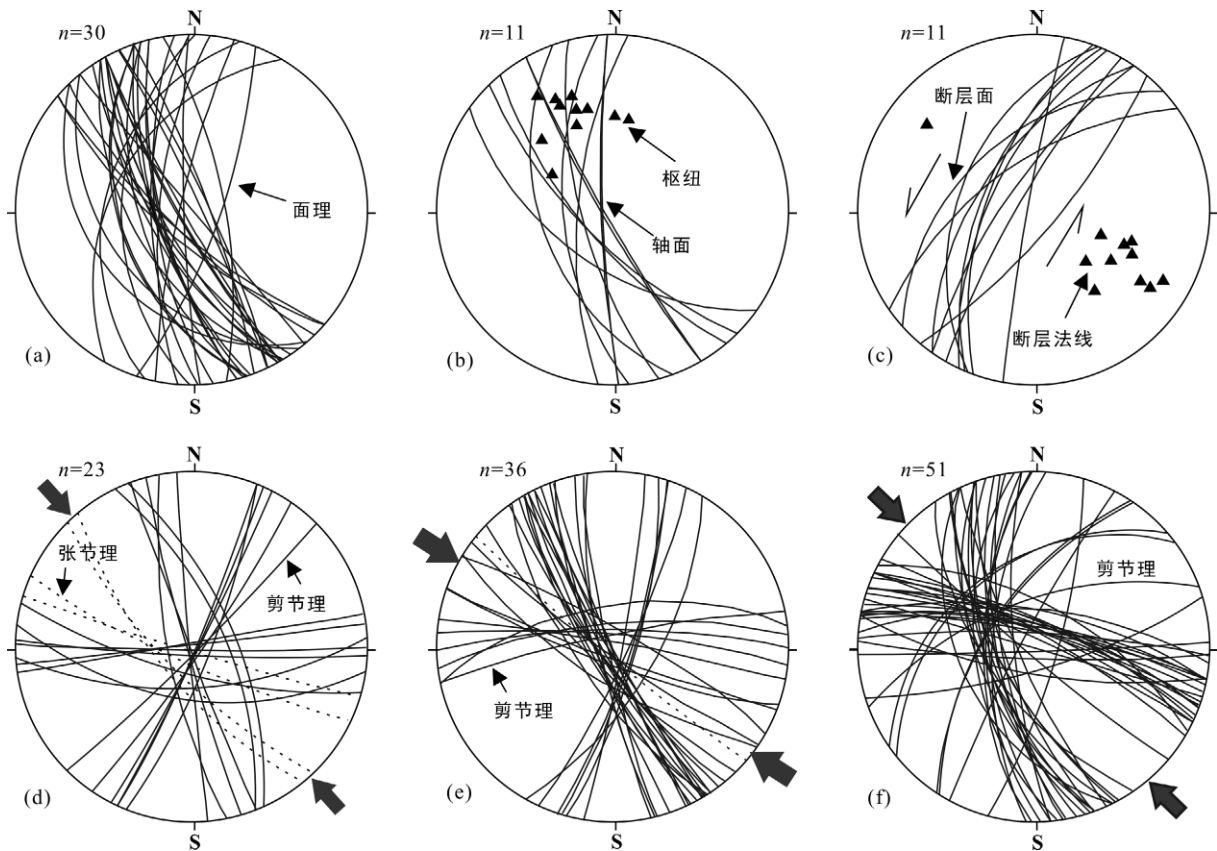 N
n=30
面理
(a)
S
N
n=11
枢纽
轴面
(b)
S
N
n=11
断层面
断层法线
(c)
S
N
n=23
张节理
剪节理
(d)
S
N
n=36
剪节理
(e)
S
N
n=51
剪节理
(f)
S